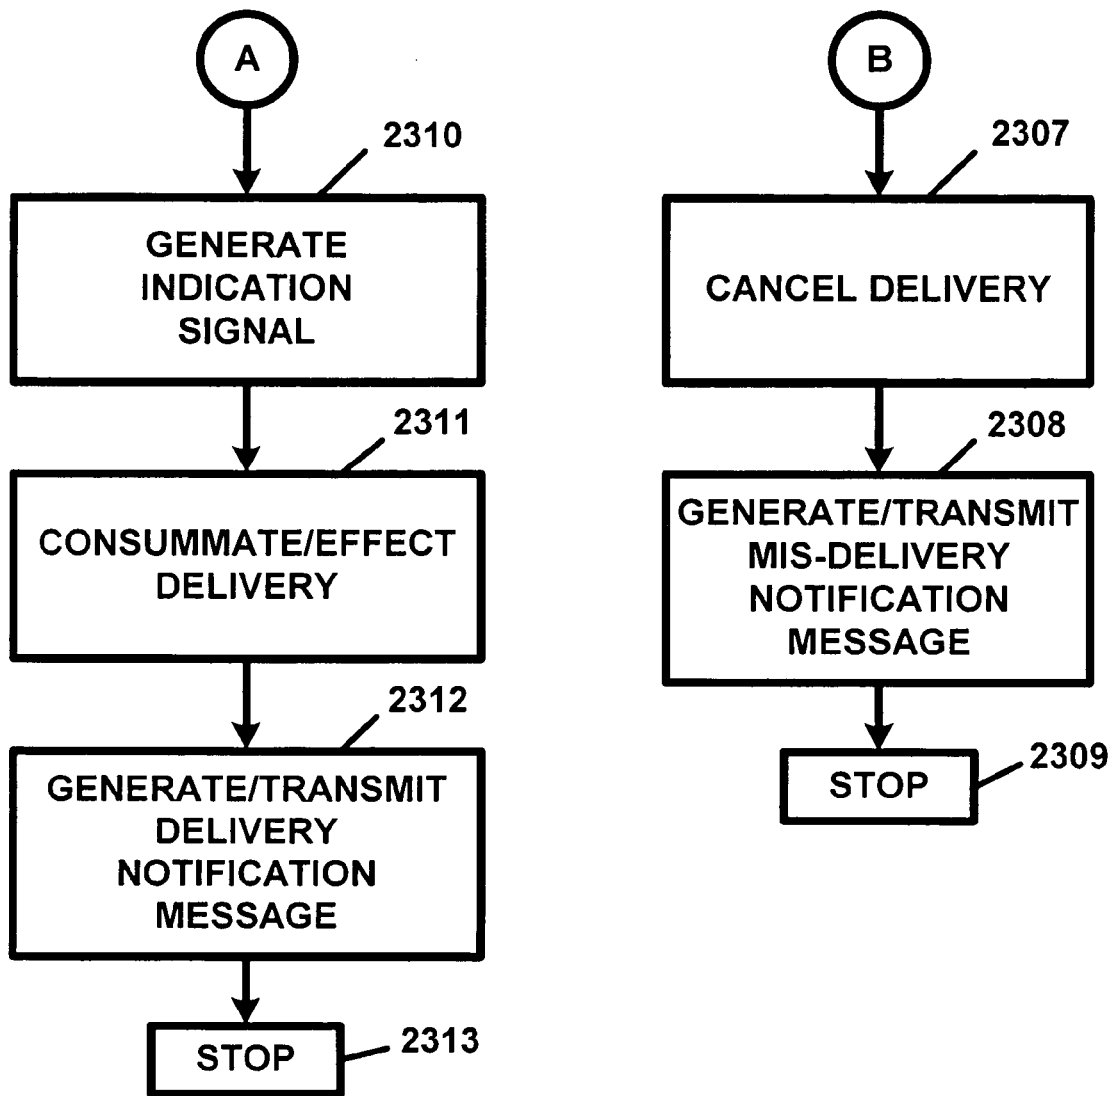 A
2310
GENERATE
INDICATION
SIGNAL
2311
CONSUMMATE/EFFECT
DELIVERY
2312
GENERATE/TRANSMIT
DELIVERY
NOTIFICATION
MESSAGE
STOP
2313
B
2307
CANCEL DELIVERY
2308
GENERATE/TRANSMIT
MIS-DELIVERY
NOTIFICATION
MESSAGE
STOP
2309